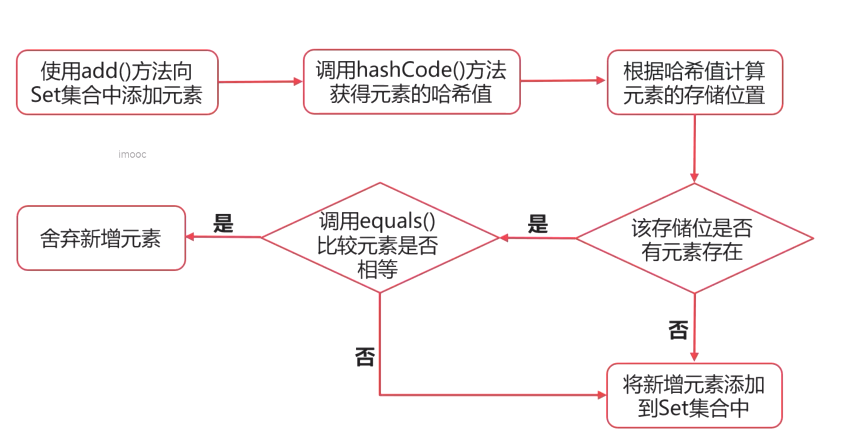 使用add()方法向
Set集合中添加元素
调用hashCode()方法
获得元素的哈希值
根据哈希值计算
元素的存储位置
imooc
舍弃新增元素
是
调用equals()
比较元素是否
相等
是
该存储位是否
有元素存在
否
否
将新增元素添加
到Set集合中